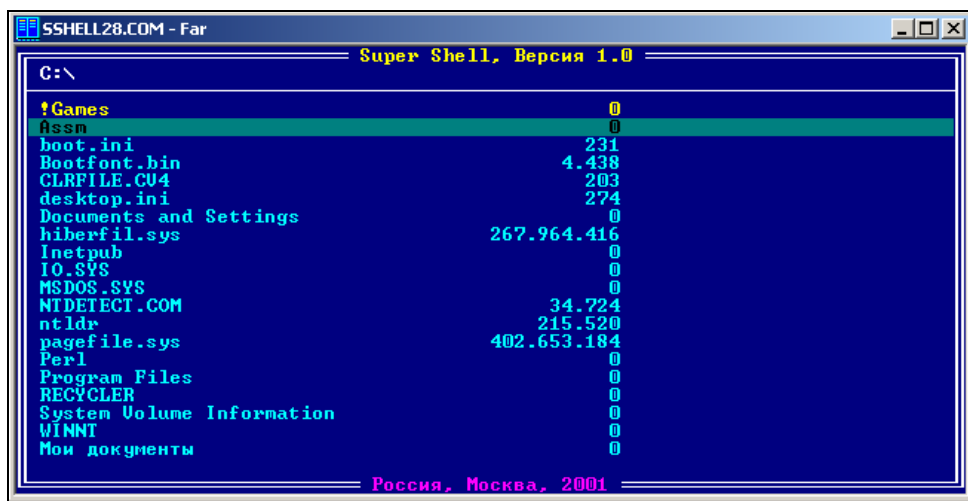 SSHELL28.COM - Far
Super Shell, Версия 1.0
C:\
!Games 0
Assm 0
boot.ini 231
Bootfont.bin 4.438
CLRFILE.CV4 203
desktop.ini 274
Documents and Settings 0
hiberfil.sys 267.964.416
Inetpub 0
IO.SYS 0
MSDOS.SYS 0
NTDETECT.COM 34.724
ntldr 215.520
pagefile.sys 402.653.184
Perl 0
Program Files 0
RECYCLER 0
System Volume Information 0
WINNT 0
Мои документы 0
Россия, Москва, 2001